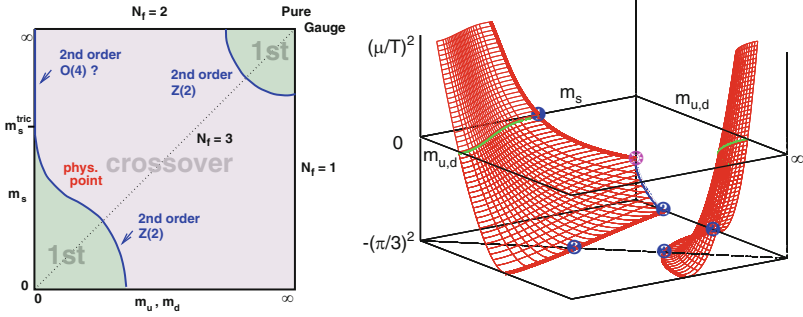 N_f = 2
Pure
Gauge
∞
2nd order
O(4) ?
2nd order
Z(2)
1st
m_s^tric
N_f = 3
phys.
point
crossover
N_f = 1
m_s
2nd order
Z(2)
1st
0
0
m_u , m_d
∞
(μ/T)²
m_s
m_u,d
0
m_u,d
∞
-(π/3)²